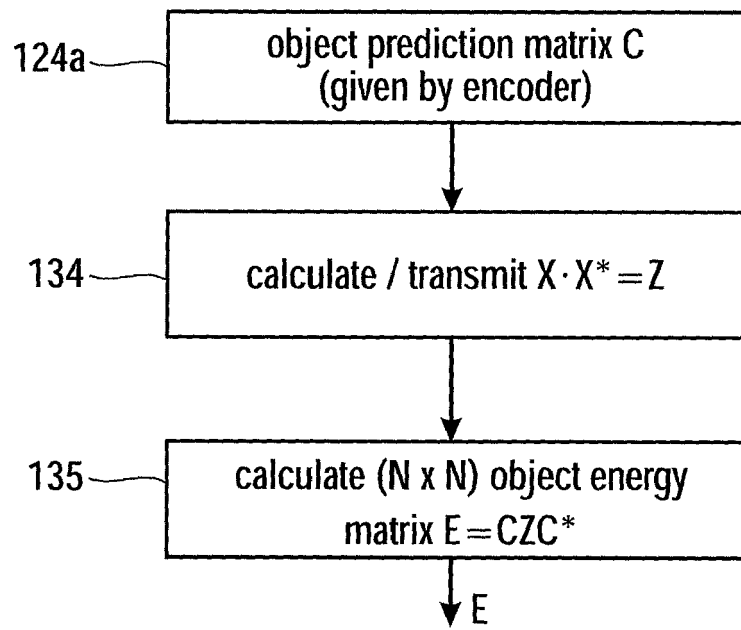 124a
object prediction matrix C
(given by encoder)
134
calculate / transmit X·X*=Z
135
calculate (N x N) object energy
matrix E=CZC*
E